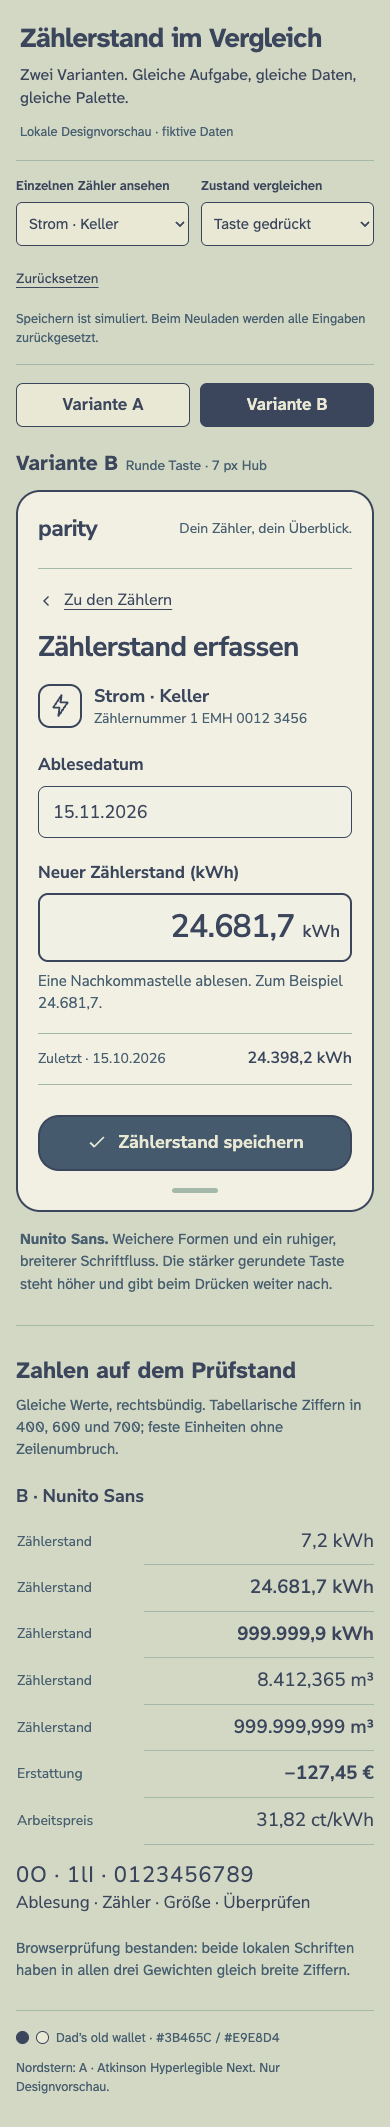 Zählerstand im Vergleich
Zwei Varianten. Gleiche Aufgabe, gleiche Daten,
gleiche Palette.
Lokale Designvorschau · fiktive Daten
Einzelnen Zähler ansehen
Zustand vergleichen
Strom · Keller
Taste gedrückt
Zurücksetzen
Speichern ist simuliert. Beim Neuladen werden alle Eingaben
zurückgesetzt.
Variante A
Variante B
Variante B Runde Taste · 7 px Hub
parity
Dein Zähler, dein Überblick.
Zu den Zählern
Zählerstand erfassen
Strom · Keller
Zählernummer 1 EMH 0012 3456
Ablesedatum
15.11.2026
Neuer Zählerstand (kWh)
24.681,7 kWh
Eine Nachkommastelle ablesen. Zum Beispiel
24.681,7.
Zuletzt · 15.10.2026
24.398,2 kWh
Zählerstand speichern
Nunito Sans. Weichere Formen und ein ruhiger,
breiterer Schriftfluss. Die stärker gerundete Taste
steht höher und gibt beim Drücken weiter nach.
Zahlen auf dem Prüfstand
Gleiche Werte, rechtsbündig. Tabellarische Ziffern in
400, 600 und 700; feste Einheiten ohne
Zeilenumbruch.
B · Nunito Sans
Zählerstand 7,2 kWh
Zählerstand 24.681,7 kWh
Zählerstand 999.999,9 kWh
Zählerstand 8.412,365 m³
Zählerstand 999.999,999 m³
Erstattung −127,45 €
Arbeitspreis 31,82 ct/kWh
0O · 1lI · 0123456789
Ablesung · Zähler · Größe · Überprüfen
Browserprüfung bestanden: beide lokalen Schriften
haben in allen drei Gewichten gleich breite Ziffern.
Dad's old wallet · #3B465C / #E9E8D4
Nordstern: A · Atkinson Hyperlegible Next. Nur
Designvorschau.